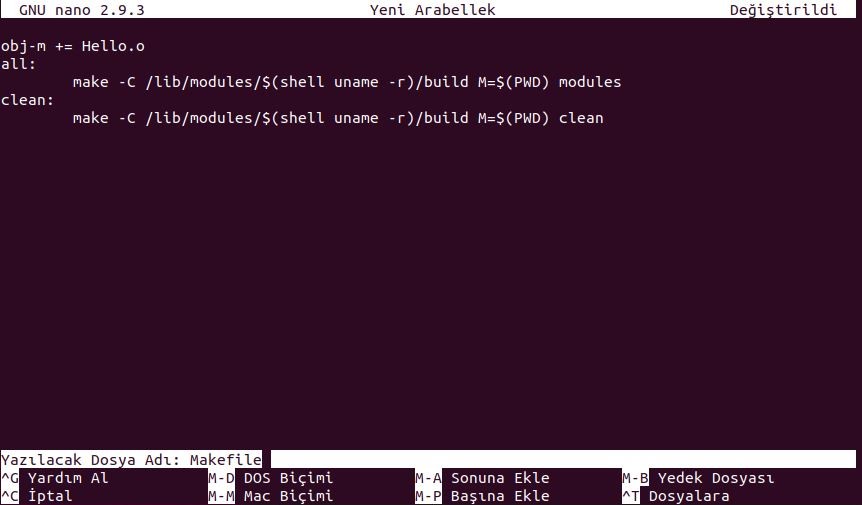 GNU nano 2.9.3 Yeni Arabellek Değiştirildi
obj-m += Hello.o
all:
        make -C /lib/modules/$(shell uname -r)/build M=$(PWD) modules
clean:
        make -C /lib/modules/$(shell uname -r)/build M=$(PWD) clean
Yazılacak Dosya Adı: Makefile
^G Yardım Al M-D DOS Biçimi M-A Sonuna Ekle M-B Yedek Dosyası
^C İptal M-M Mac Biçimi M-P Başına Ekle ^T Dosyalara